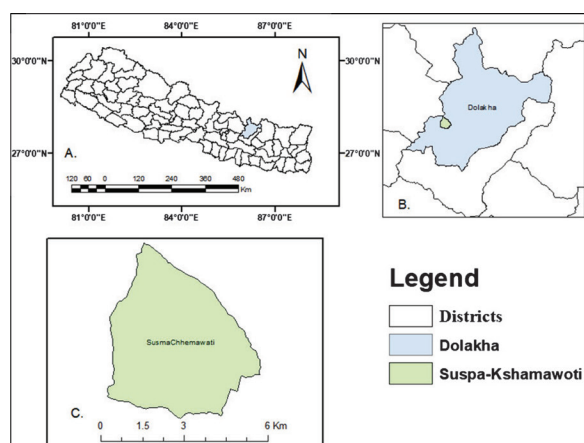 81°0'0"E 84°0'0"E 87°0'0"E
30°0'0"N
30°0'0"N
27°0'0"N
27°0'0"N
N
A.
120 60 0 120 240 360 480
Km
81°0'0"E 84°0'0"E 87°0'0"E
Dolakha
B.
SusmaChhemawati
C.
0 1.5 3 6 Km
Legend
Districts
Dolakha
Suspa-Kshamawoti